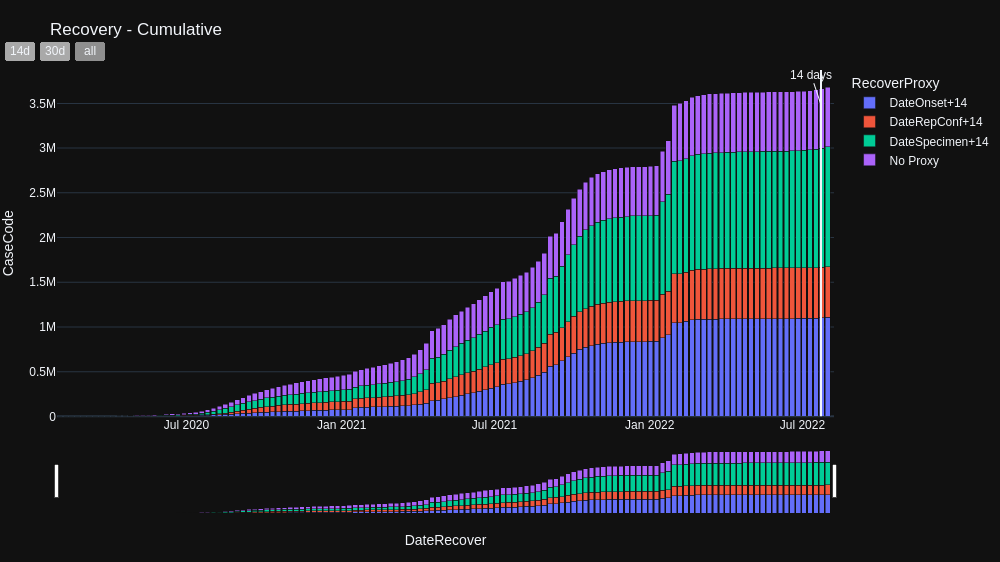 Recovery - Cumulative
14d 30d all
14 days
RecoverProxy
DateOnset+14
DateRepConf+14
DateSpecimen+14
No Proxy
CaseCode
3.5M
3M
2.5M
2M
1.5M
1M
0.5M
0
Jul 2020 Jan 2021 Jul 2021 Jan 2022 Jul 2022
DateRecover